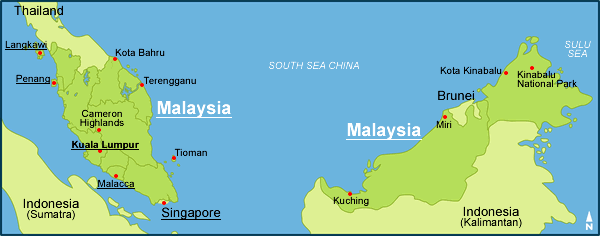 Thailand
Langkawi
Kota Bahru
Penang
Terengganu
Malaysia
Cameron
Highlands
Kuala Lumpur
Tioman
Malacca
Singapore
Indonesia
(Sumatra)
SOUTH SEA CHINA
SULU
SEA
Kota Kinabalu
Kinabalu
National Park
Brunei
Miri
Malaysia
Kuching
Indonesia
(Kalimantan)
N